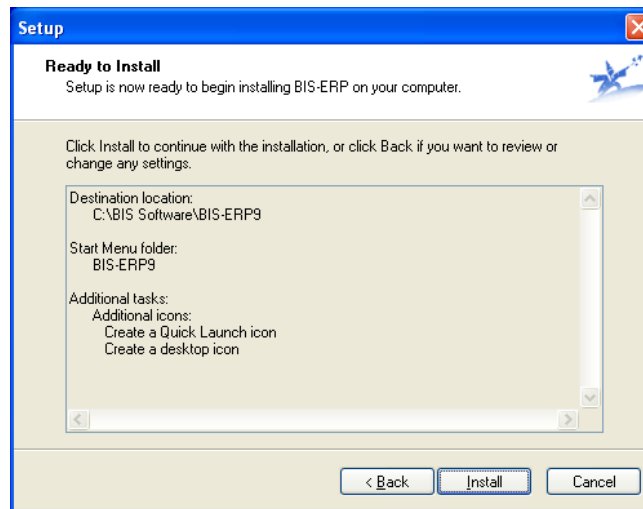 Setup
Ready to Install
Setup is now ready to begin installing BIS-ERP on your computer.
Click Install to continue with the installation, or click Back if you want to review or
change any settings.
Destination location:
C:\BIS Software\BIS-ERP9
Start Menu folder:
BIS-ERP9
Additional tasks:
Additional icons:
Create a Quick Launch icon
Create a desktop icon
< Back
Install
Cancel